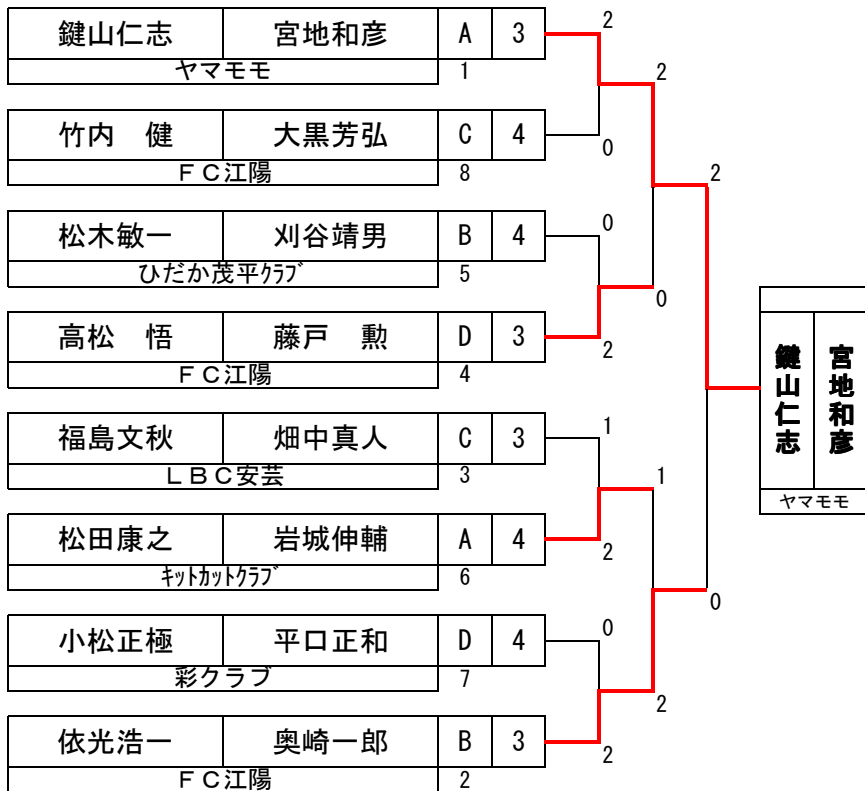 鍵山仁志 宮地和彦 A 3
ヤマモモ 1
竹内　健 大黒芳弘 C 4
ＦＣ江陽 8
松木敏一 刈谷靖男 B 4
ひだか茂平ｸﾗﾌﾞ 5
高松　悟 藤戸　勲 D 3
ＦＣ江陽 4
福島文秋 畑中真人 C 3
ＬＢＣ安芸 3
松田康之 岩城伸輔 A 4
ｷｯﾄｶｯﾄｸﾗﾌﾞ 6
小松正極 平口正和 D 4
彩クラブ 7
依光浩一 奥崎一郎 B 3
ＦＣ江陽 2
2
0
0
2
1
2
0
2
2
0
1
2
2
0
鍵山仁志
宮地和彦
ヤマモモ